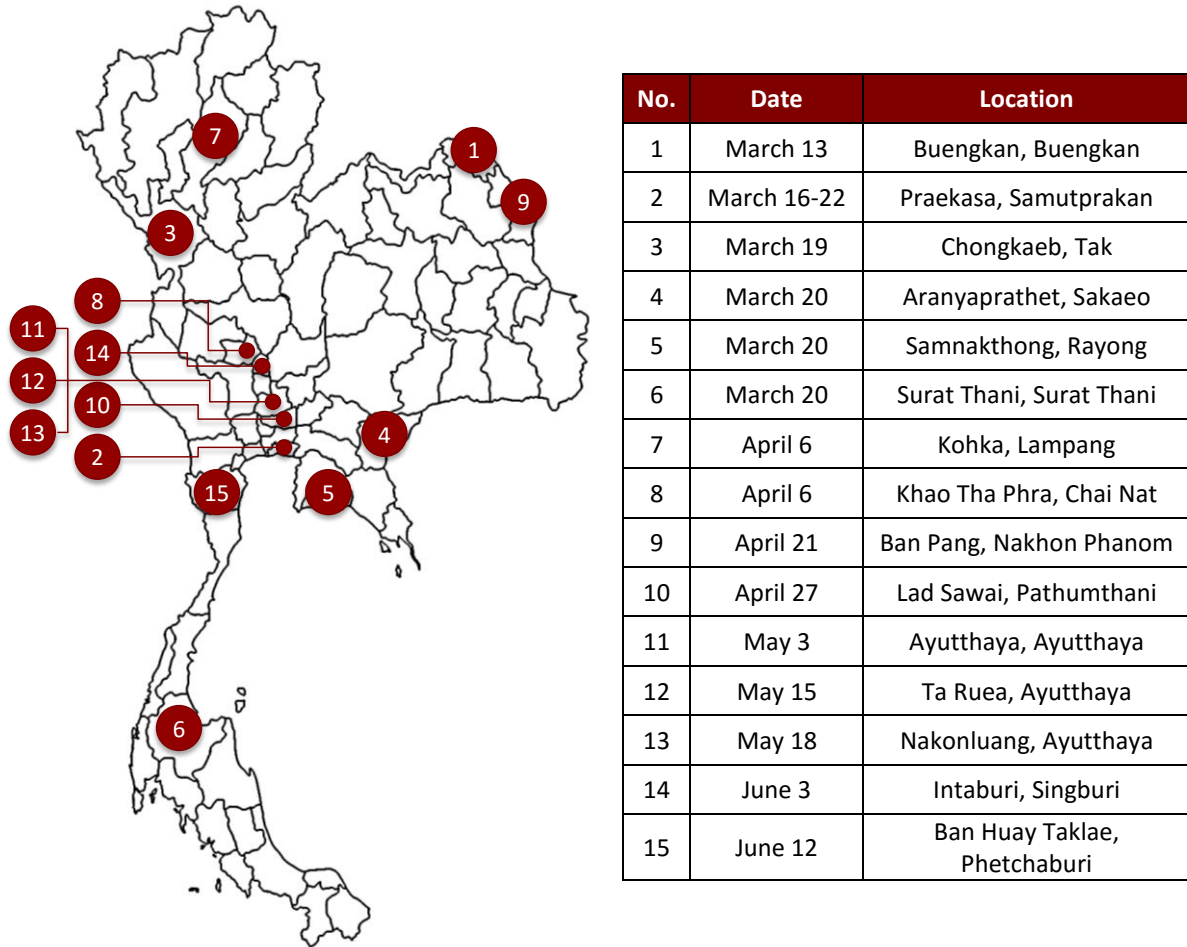 7
1
9
3
8
11
14
12
10
13
4
2
15
5
6
No. Date Location
1 March 13 Buengkan, Buengkan
2 March 16-22 Praekasa, Samutprakan
3 March 19 Chongkaeb, Tak
4 March 20 Aranyaprathet, Sakaeo
5 March 20 Samnakthong, Rayong
6 March 20 Surat Thani, Surat Thani
7 April 6 Kohka, Lampang
8 April 6 Khao Tha Phra, Chai Nat
9 April 21 Ban Pang, Nakhon Phanom
10 April 27 Lad Sawai, Pathumthani
11 May 3 Ayutthaya, Ayutthaya
12 May 15 Ta Ruea, Ayutthaya
13 May 18 Nakonluang, Ayutthaya
14 June 3 Intaburi, Singburi
15 June 12 Ban Huay Taklae,
Phetchaburi